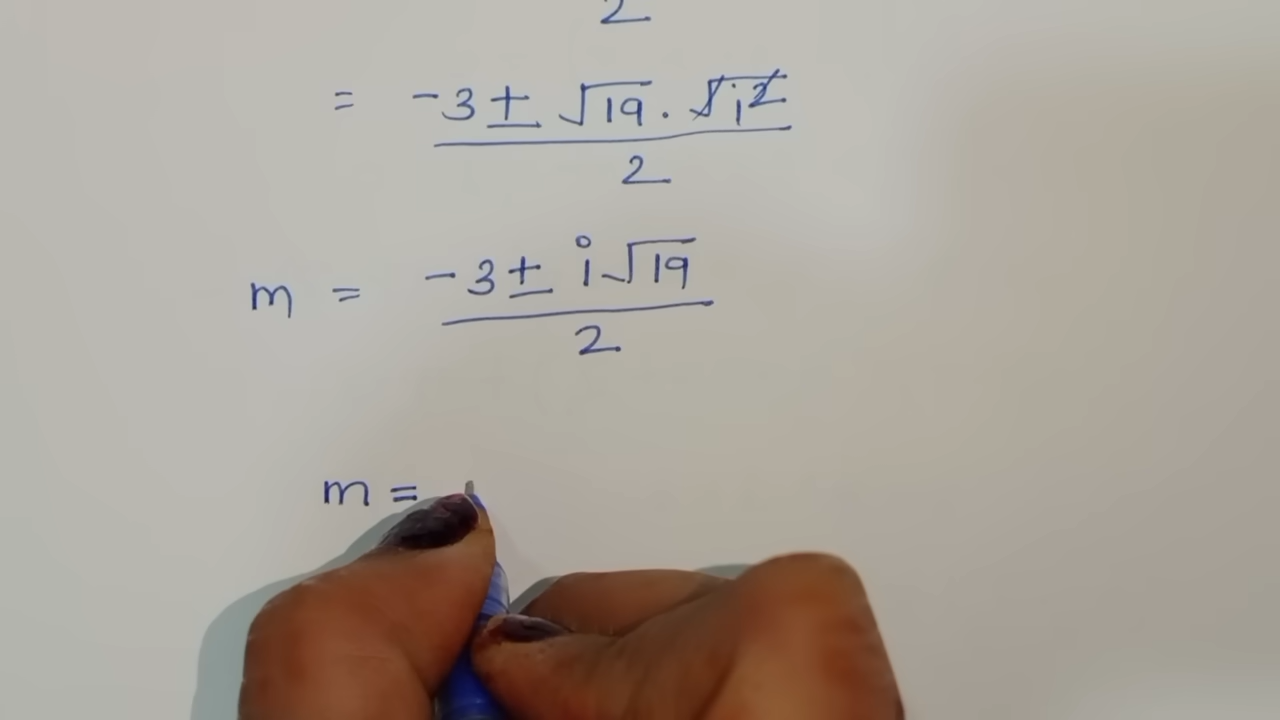 2
= -3 ± √19 . √i²
2
m = -3 ± i√19
2
m =